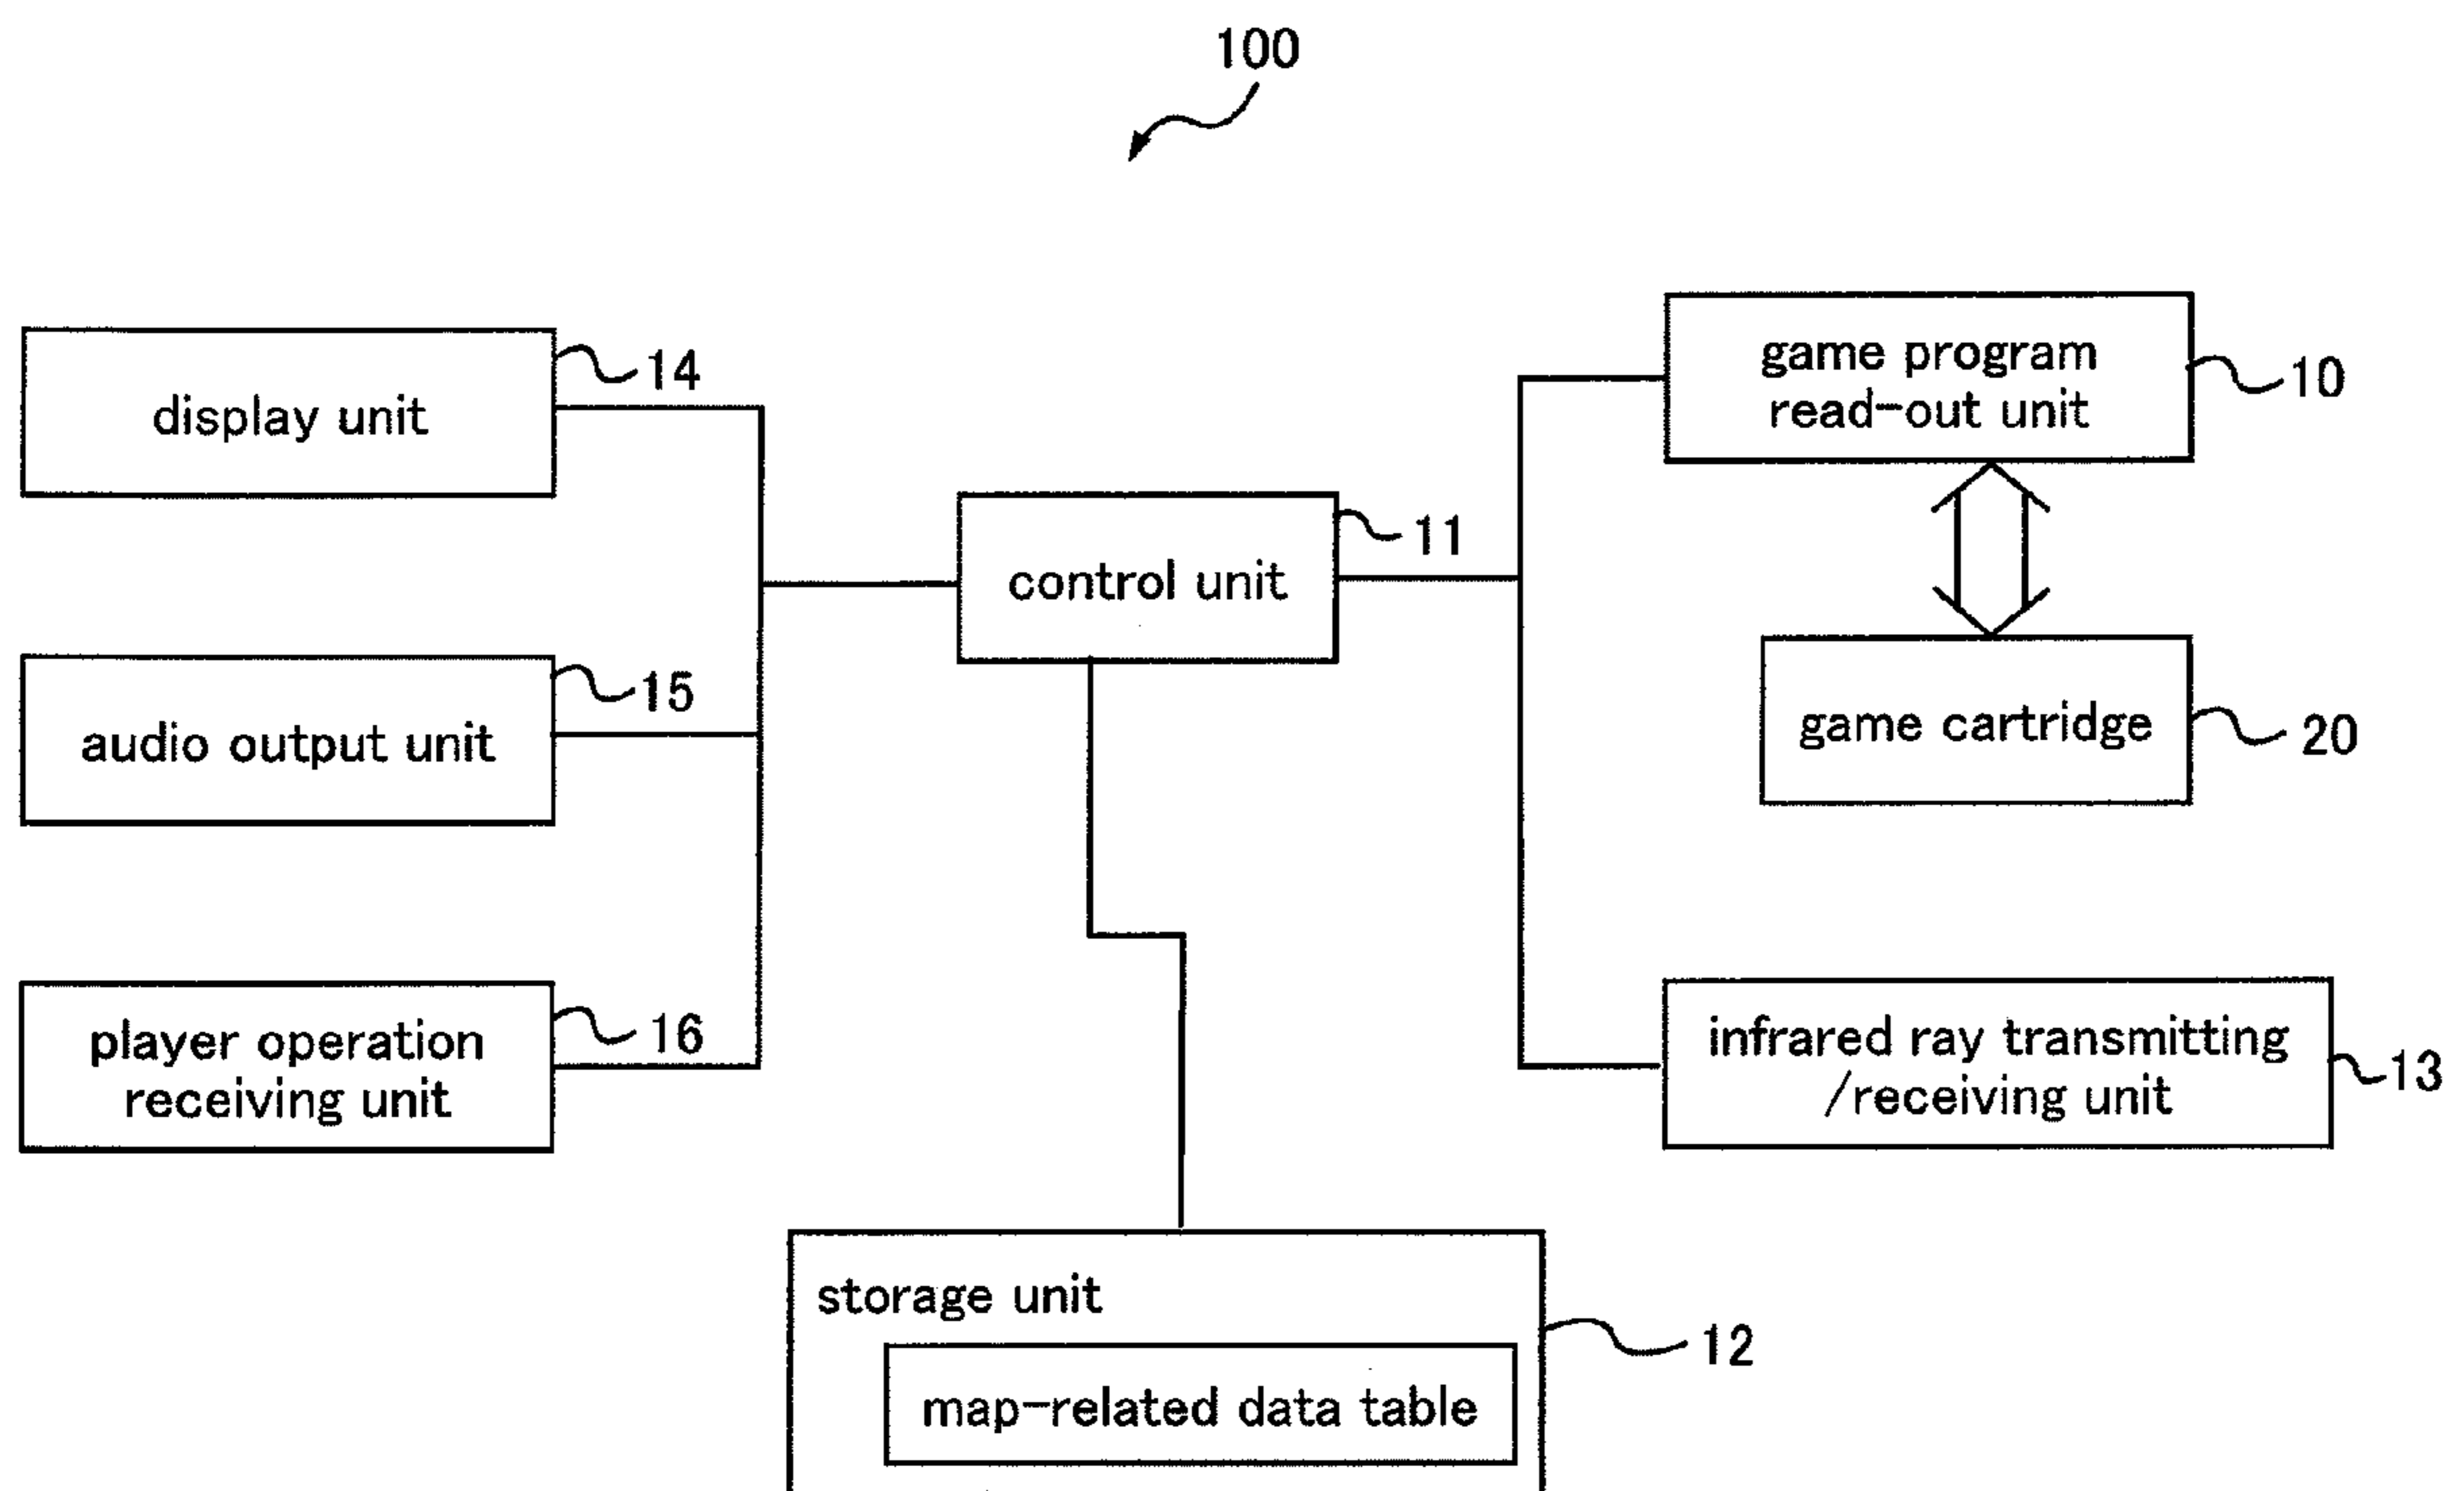 100
display unit
14
game program
read-out unit
10
control unit
11
audio output unit
15
game cartridge
20
player operation
receiving unit
16
infrared ray transmitting
/receiving unit
13
storage unit
12
map-related data table